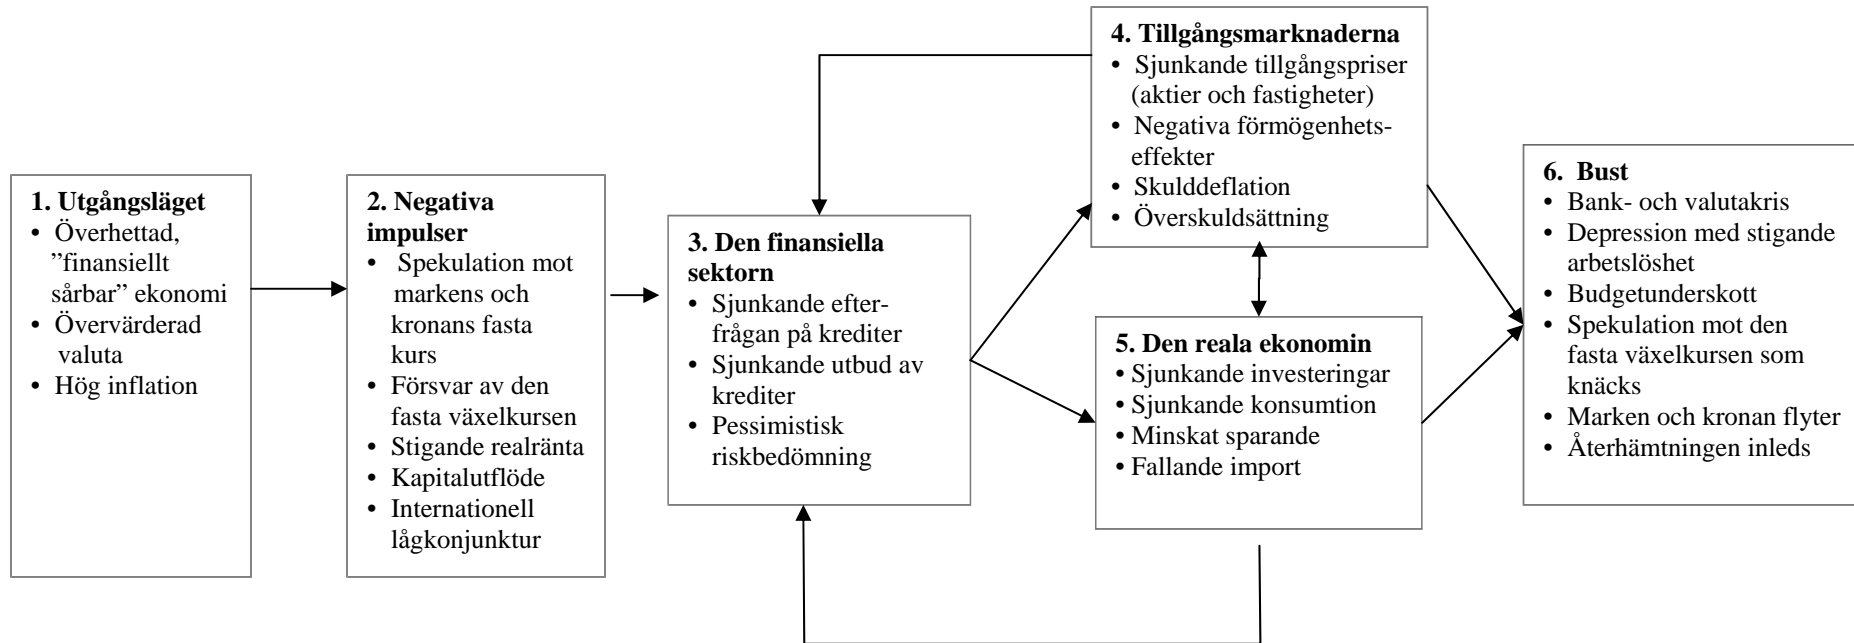 1. Utgångsläget
• Överhettad,
”finansiellt
sårbar” ekonomi
• Övervärderad
valuta
• Hög inflation
2. Negativa
impulser
• Spekulation mot
markens och
kronans fasta
kurs
• Försvar av den
fasta växelkursen
• Stigande realränta
• Kapitalutflöde
• Internationell
lågkonjunktur
3. Den finansiella
sektorn
• Sjunkande efter-
frågan på krediter
• Sjunkande utbud av
krediter
• Pessimistisk
riskbedömning
4. Tillgångsmarknaderna
• Sjunkande tillgångspriser
(aktier och fastigheter)
• Negativa förmögenhets-
effekter
• Skulddeflation
• Överskuldsättning
5. Den reala ekonomin
• Sjunkande investeringar
• Sjunkande konsumtion
• Minskat sparande
• Fallande import
6. Bust
• Bank- och valutakris
• Depression med stigande
arbetslöshet
• Budgetunderskott
• Spekulation mot den
fasta växelkursen som
knäcks
• Marken och kronan flyter
• Återhämtningen inleds